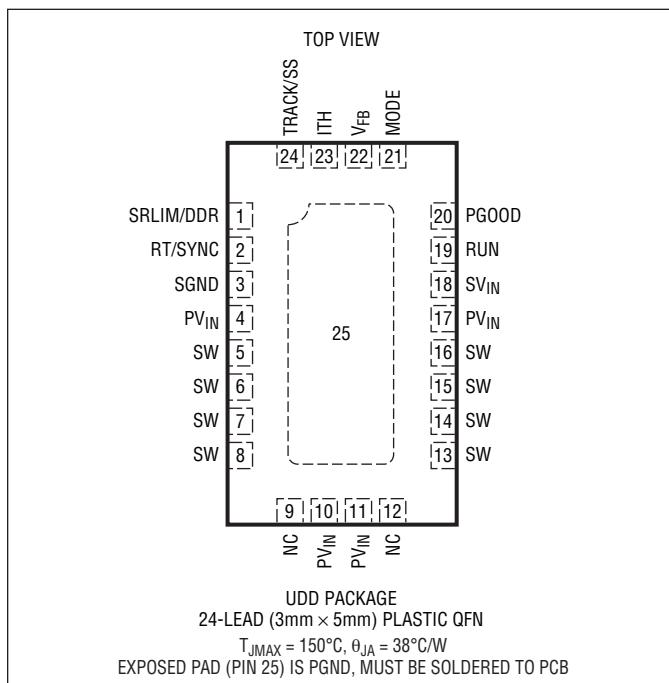 TOP VIEW
TRACK/SS
ITH
VFB
MODE
24 23 22 21
SRLIM/DDR 1
RT/SYNC 2
SGND 3
PVIN 4
SW 5
SW 6
SW 7
SW 8
25
20 PGOOD
19 RUN
18 SVIN
17 PVIN
16 SW
15 SW
14 SW
13 SW
9 10 11 12
NC
PVIN
PVIN
NC
UDD PACKAGE
24-LEAD (3mm × 5mm) PLASTIC QFN
TJMAX = 150°C, θJA = 38°C/W
EXPOSED PAD (PIN 25) IS PGND, MUST BE SOLDERED TO PCB